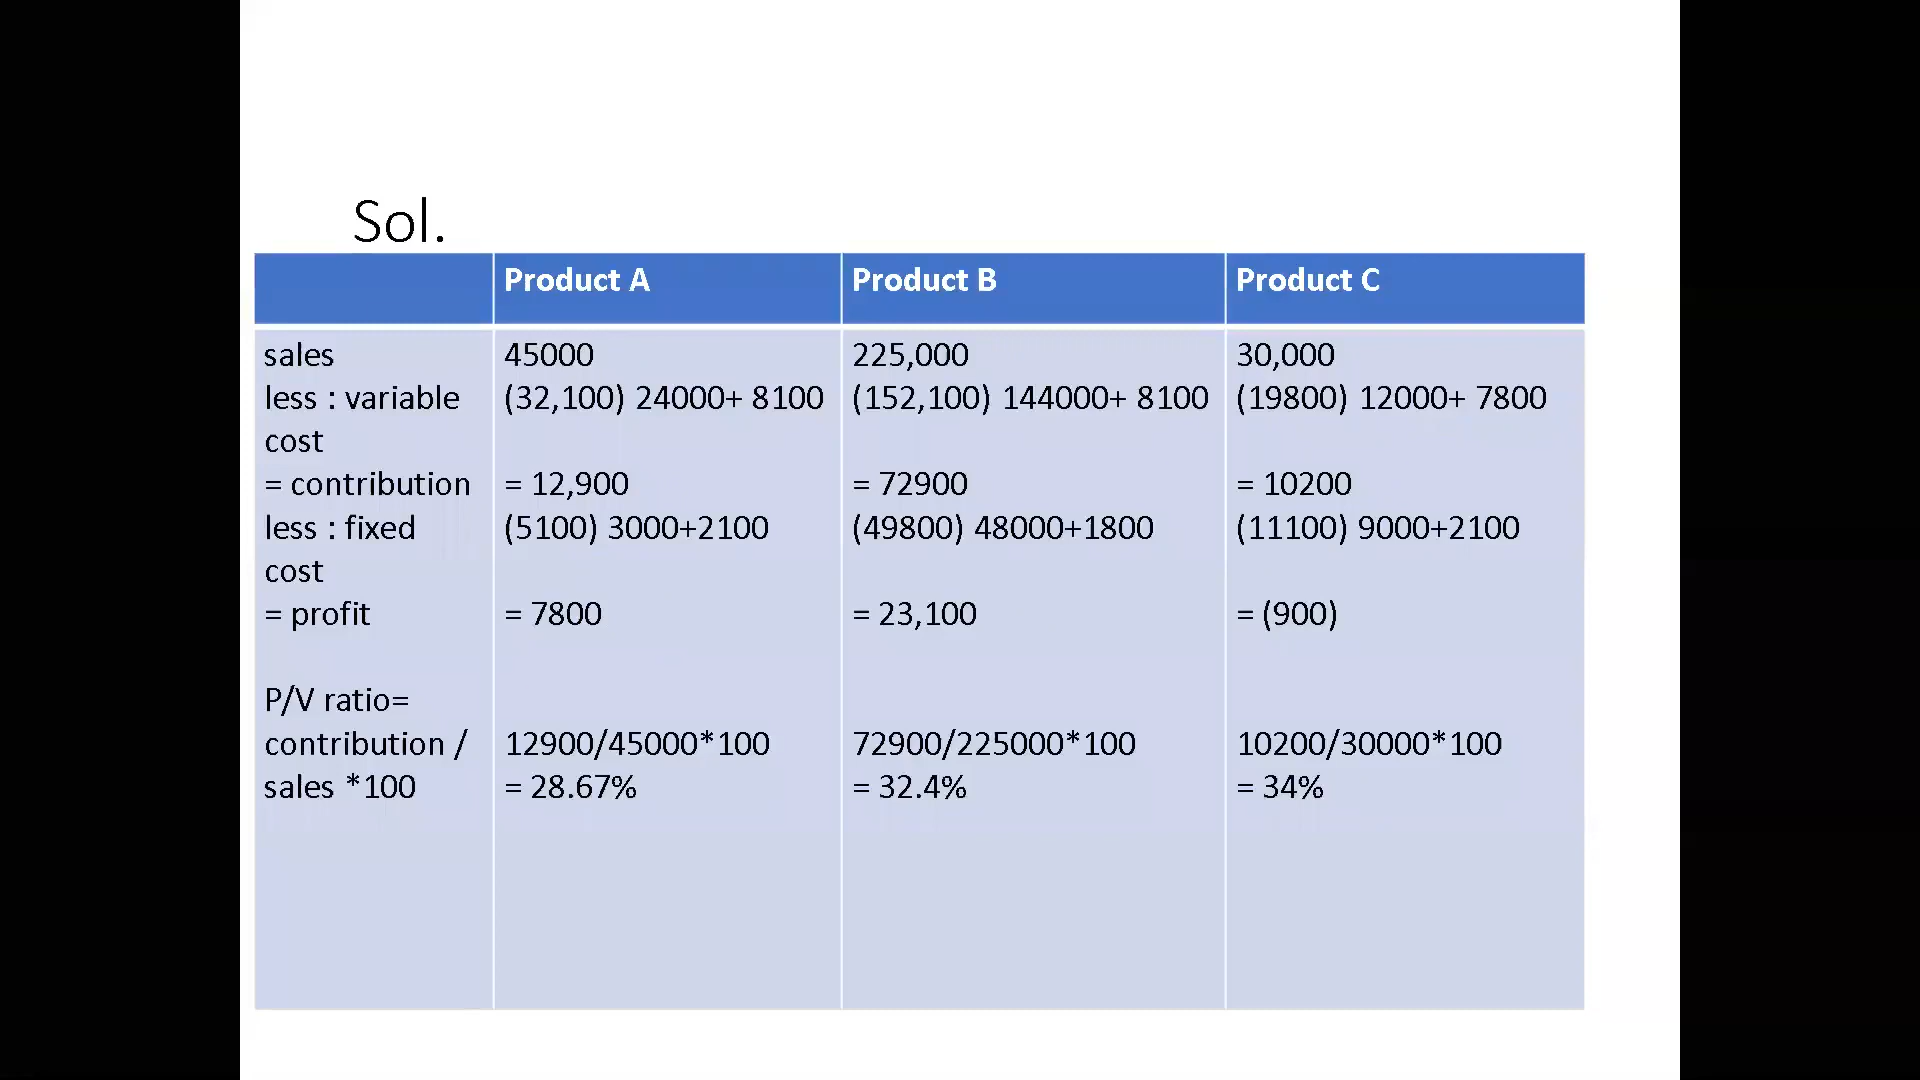 Sol.
Product A Product B Product C
sales 45000 225,000 30,000
less : variable (32,100) 24000+ 8100 (152,100) 144000+ 8100 (19800) 12000+ 7800
cost
= contribution = 12,900 = 72900 = 10200
less : fixed (5100) 3000+2100 (49800) 48000+1800 (11100) 9000+2100
cost
= profit = 7800 = 23,100 = (900)
P/V ratio=
contribution / 12900/45000*100 72900/225000*100 10200/30000*100
sales *100 = 28.67% = 32.4% = 34%